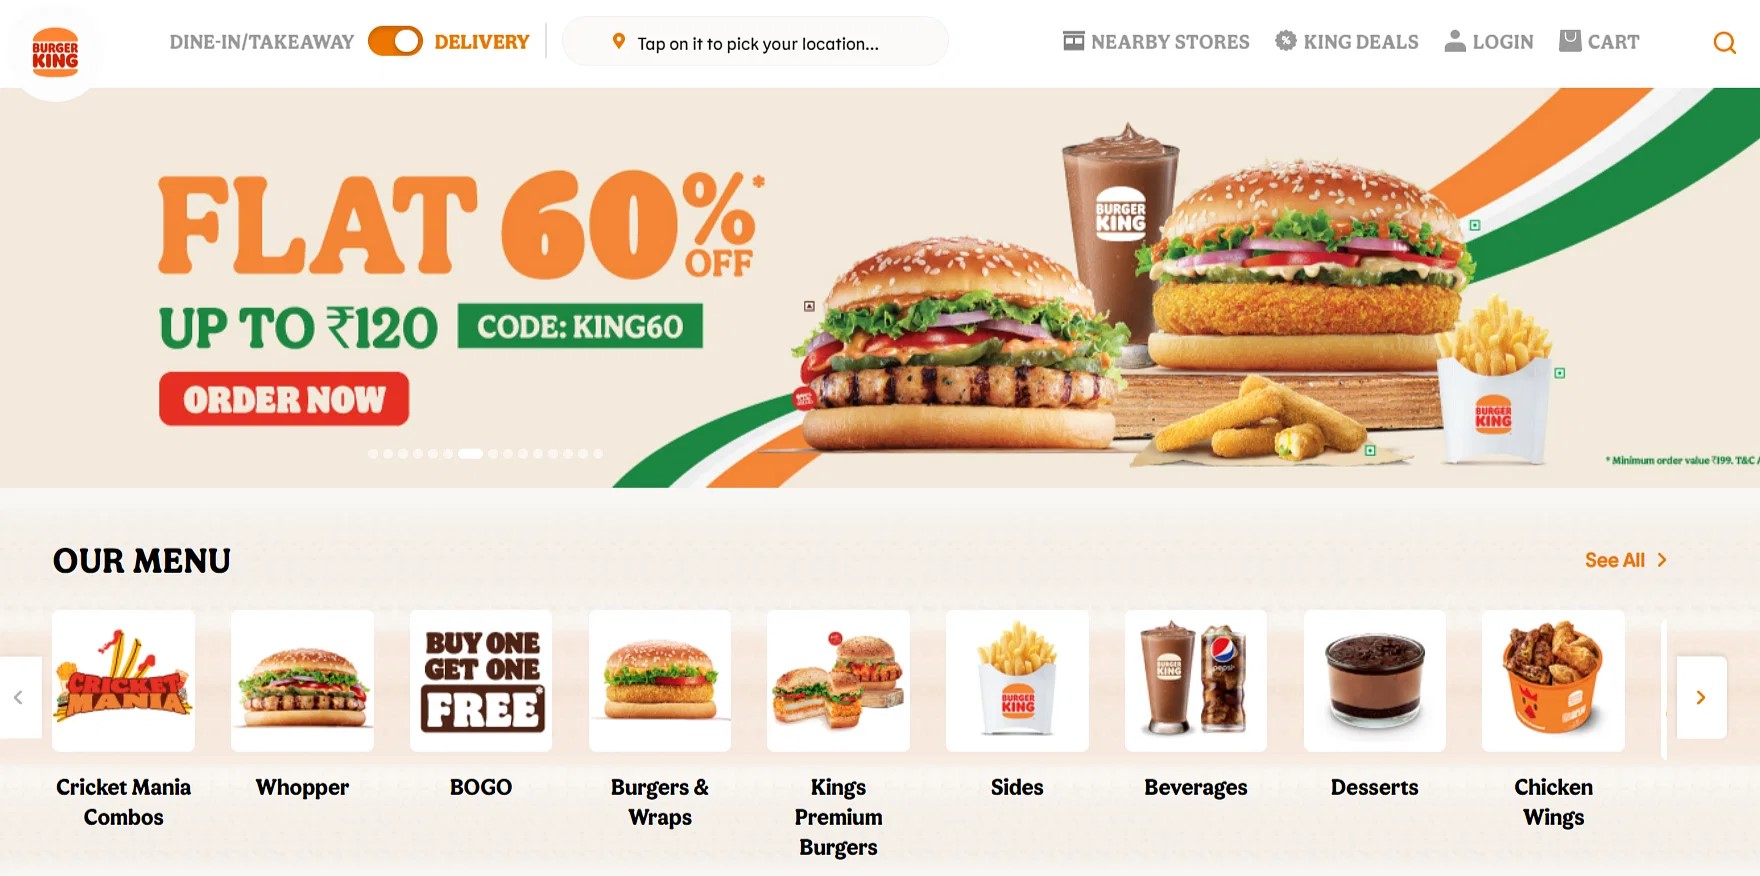 BURGER
KING
DINE-IN/TAKEAWAY
DELIVERY
Tap on it to pick your location...
NEARBY STORES
KING DEALS
LOGIN
CART
FLAT 60%*
OFF
UP TO ₹120
CODE: KING60
ORDER NOW
BURGER
KING
BURGER
KING
* Minimum order value ₹199. T&C A
OUR MENU
See All
CRICKET
MANIA
BUY ONE
GET ONE
FREE*
BURGER
KING
BURGER
KING
pepsi
Cricket Mania
Combos
Whopper
BOGO
Burgers &
Wraps
Kings
Premium
Burgers
Sides
Beverages
Desserts
Chicken
Wings